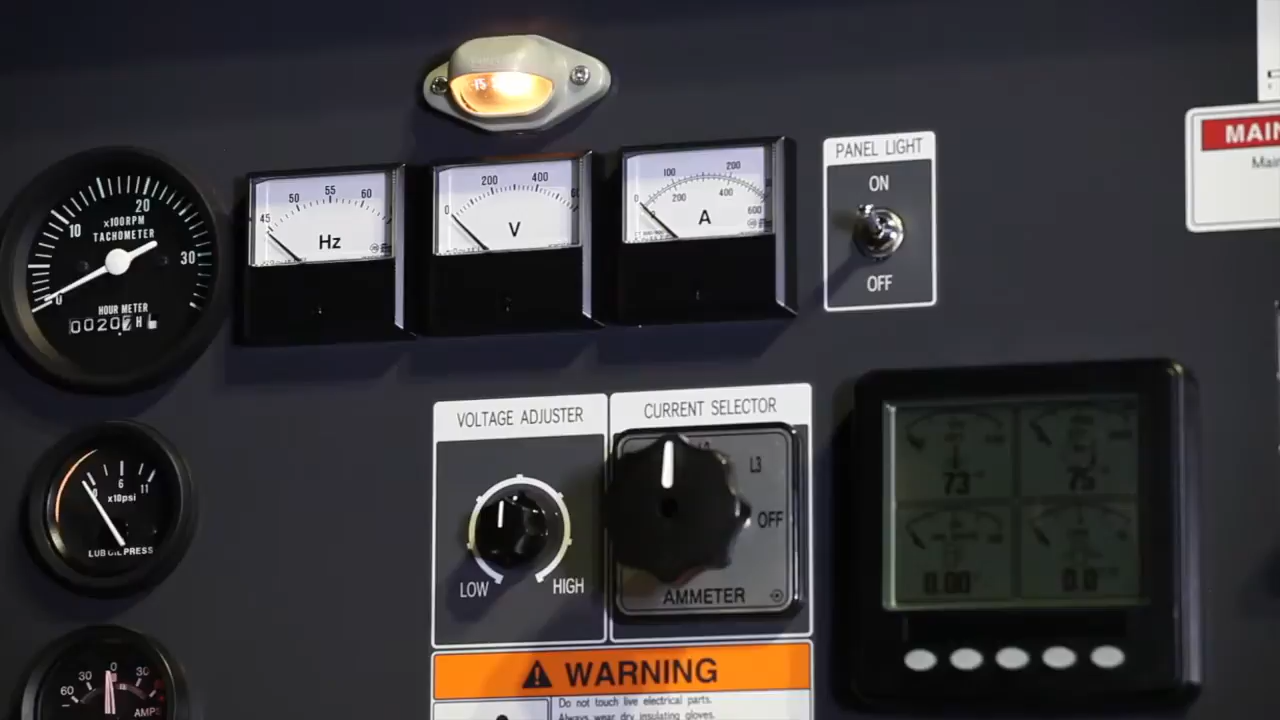 MAIN
Mai
PANEL LIGHT
ON
OFF
10
20
30
x100RPM
TACHOMETER
0
HOUR METER
H
45
50
55
60
Hz
0
200
400
V
0
100
200
200
400
600
A
VOLTAGE ADJUSTER
LOW
HIGH
CURRENT SELECTOR
L3
OFF
AMMETER
73
75
0.00
0.0
6
11
x10psi
LUB OIL PRESS
60
30
0
30
AMPS
WARNING
Do not touch live electrical parts.
Always wear dry insulating gloves.